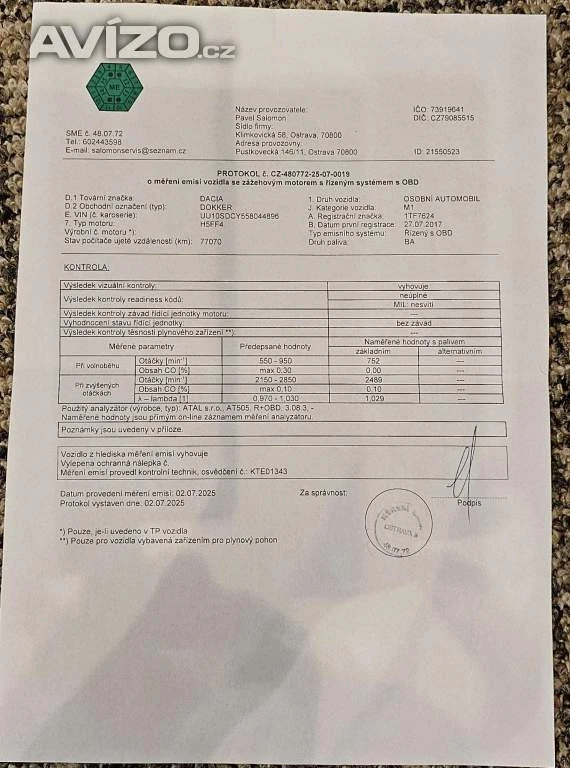 AVÍZO.cz
ME
SME č. 48.07.72
Tel.: 602443598
E-mail: salomonservis@seznam.cz
Název provozovatele:
Pavel Salomon
Sídlo firmy:
Klimkovická 58, Ostrava, 70800
Adresa provozovny:
Pustkovecká 146/11, Ostrava 70800
IČO: 73919641
DIČ: CZ79085515
ID: 21550523
PROTOKOL č. CZ-480772-25-07-0019
o měření emisí vozidla se zážehovým motorem s řízeným systémem s OBD
D.1 Tovární značka: DACIA 1. Druh vozidla: OSOBNÍ AUTOMOBIL
D.2 Obchodní označení (typ): DOKKER J. Kategorie vozidla: M1
E. VIN (č. karoserie): UU10SDCY558044896 A. Registrační značka: 1TF7624
7. Typ motoru: H5FF4 B. Datum první registrace: 27.07.2017
Výrobní č. motoru *): Typ emisního systému: Řízený s OBD
Stav počítače ujeté vzdálenosti (km): 77070 Druh paliva: BA
KONTROLA:
Výsledek vizuální kontroly: vyhovuje
Výsledek kontroly readiness kódů: neúplné
MIL: nesvítí
Výsledek kontroly závad řídící jednotky motoru: ---
Vyhodnocení stavu řídící jednotky: bez závad
Výsledek kontroly těsnosti plynového zařízení **): ---
Měřené parametry Předepsané hodnoty Naměřené hodnoty s palivem
základním alternativním
Při volnoběhu Otáčky [min-1] 550 - 950 752 ---
Obsah CO [%] max 0,30 0,00 ---
Při zvýšených otáčkách Otáčky [min-1] 2150 - 2850 2489 ---
Obsah CO [%] max 0,10 0,10 ---
λ – lambda [1] 0,970 - 1,030 1,029 ---
Použitý analyzátor (výrobce, typ): ATAL s.r.o., AT505, R+OBD, 3.08.3, -
Naměřené hodnoty jsou přímým on-line záznamem měření analyzátoru.
Poznámky jsou uvedeny v příloze.
Vozidlo z hlediska měření emisí vyhovuje
Vylepena ochranná nálepka č.
Měření emisí provedl kontrolní technik, osvědčení č.: KTE01343
Datum provedení měření emisí: 02.07.2025 Za správnost:
Protokol vystaven dne: 02.07.2025 Podpis
OSTRAVA
*) Pouze, je-li uvedeno v TP vozidla
**) Pouze pro vozidla vybavená zařízením pro plynový pohon